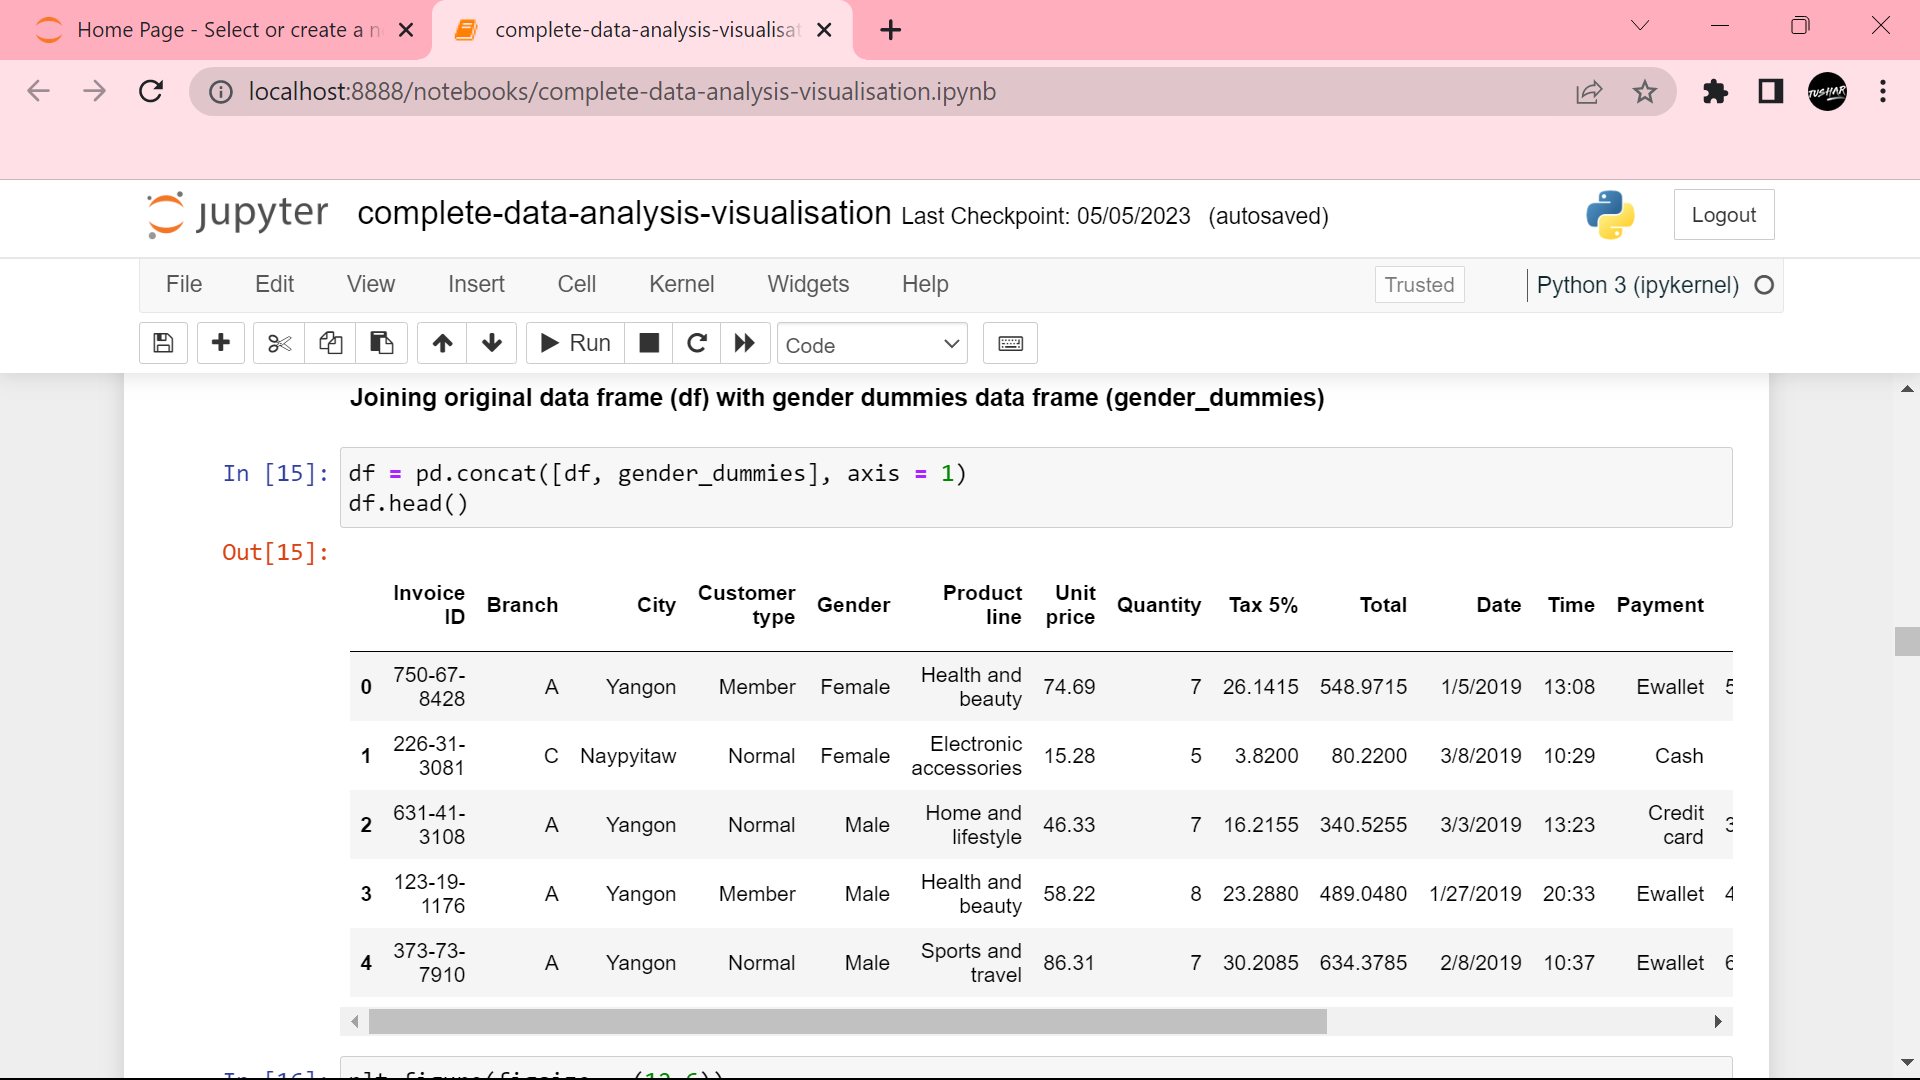 Home Page - Select or create a n
complete-data-analysis-visualisat
localhost:8888/notebooks/complete-data-analysis-visualisation.ipynb
TUSHAR
jupyter complete-data-analysis-visualisation Last Checkpoint: 05/05/2023 (autosaved)
Logout
File Edit View Insert Cell Kernel Widgets Help Trusted Python 3 (ipykernel)
Run Code
Joining original data frame (df) with gender dummies data frame (gender_dummies)
In [15]: df = pd.concat([df, gender_dummies], axis = 1)
df.head()
Out[15]:
Invoice ID Branch City Customer type Gender Product line Unit price Quantity Tax 5% Total Date Time Payment
0 750-67-8428 A Yangon Member Female Health and beauty 74.69 7 26.1415 548.9715 1/5/2019 13:08 Ewallet 5
1 226-31-3081 C Naypyitaw Normal Female Electronic accessories 15.28 5 3.8200 80.2200 3/8/2019 10:29 Cash
2 631-41-3108 A Yangon Normal Male Home and lifestyle 46.33 7 16.2155 340.5255 3/3/2019 13:23 Credit card 3
3 123-19-1176 A Yangon Member Male Health and beauty 58.22 8 23.2880 489.0480 1/27/2019 20:33 Ewallet 4
4 373-73-7910 A Yangon Normal Male Sports and travel 86.31 7 30.2085 634.3785 2/8/2019 10:37 Ewallet 6
In [16]: plt.figure(figsize = (12,6))